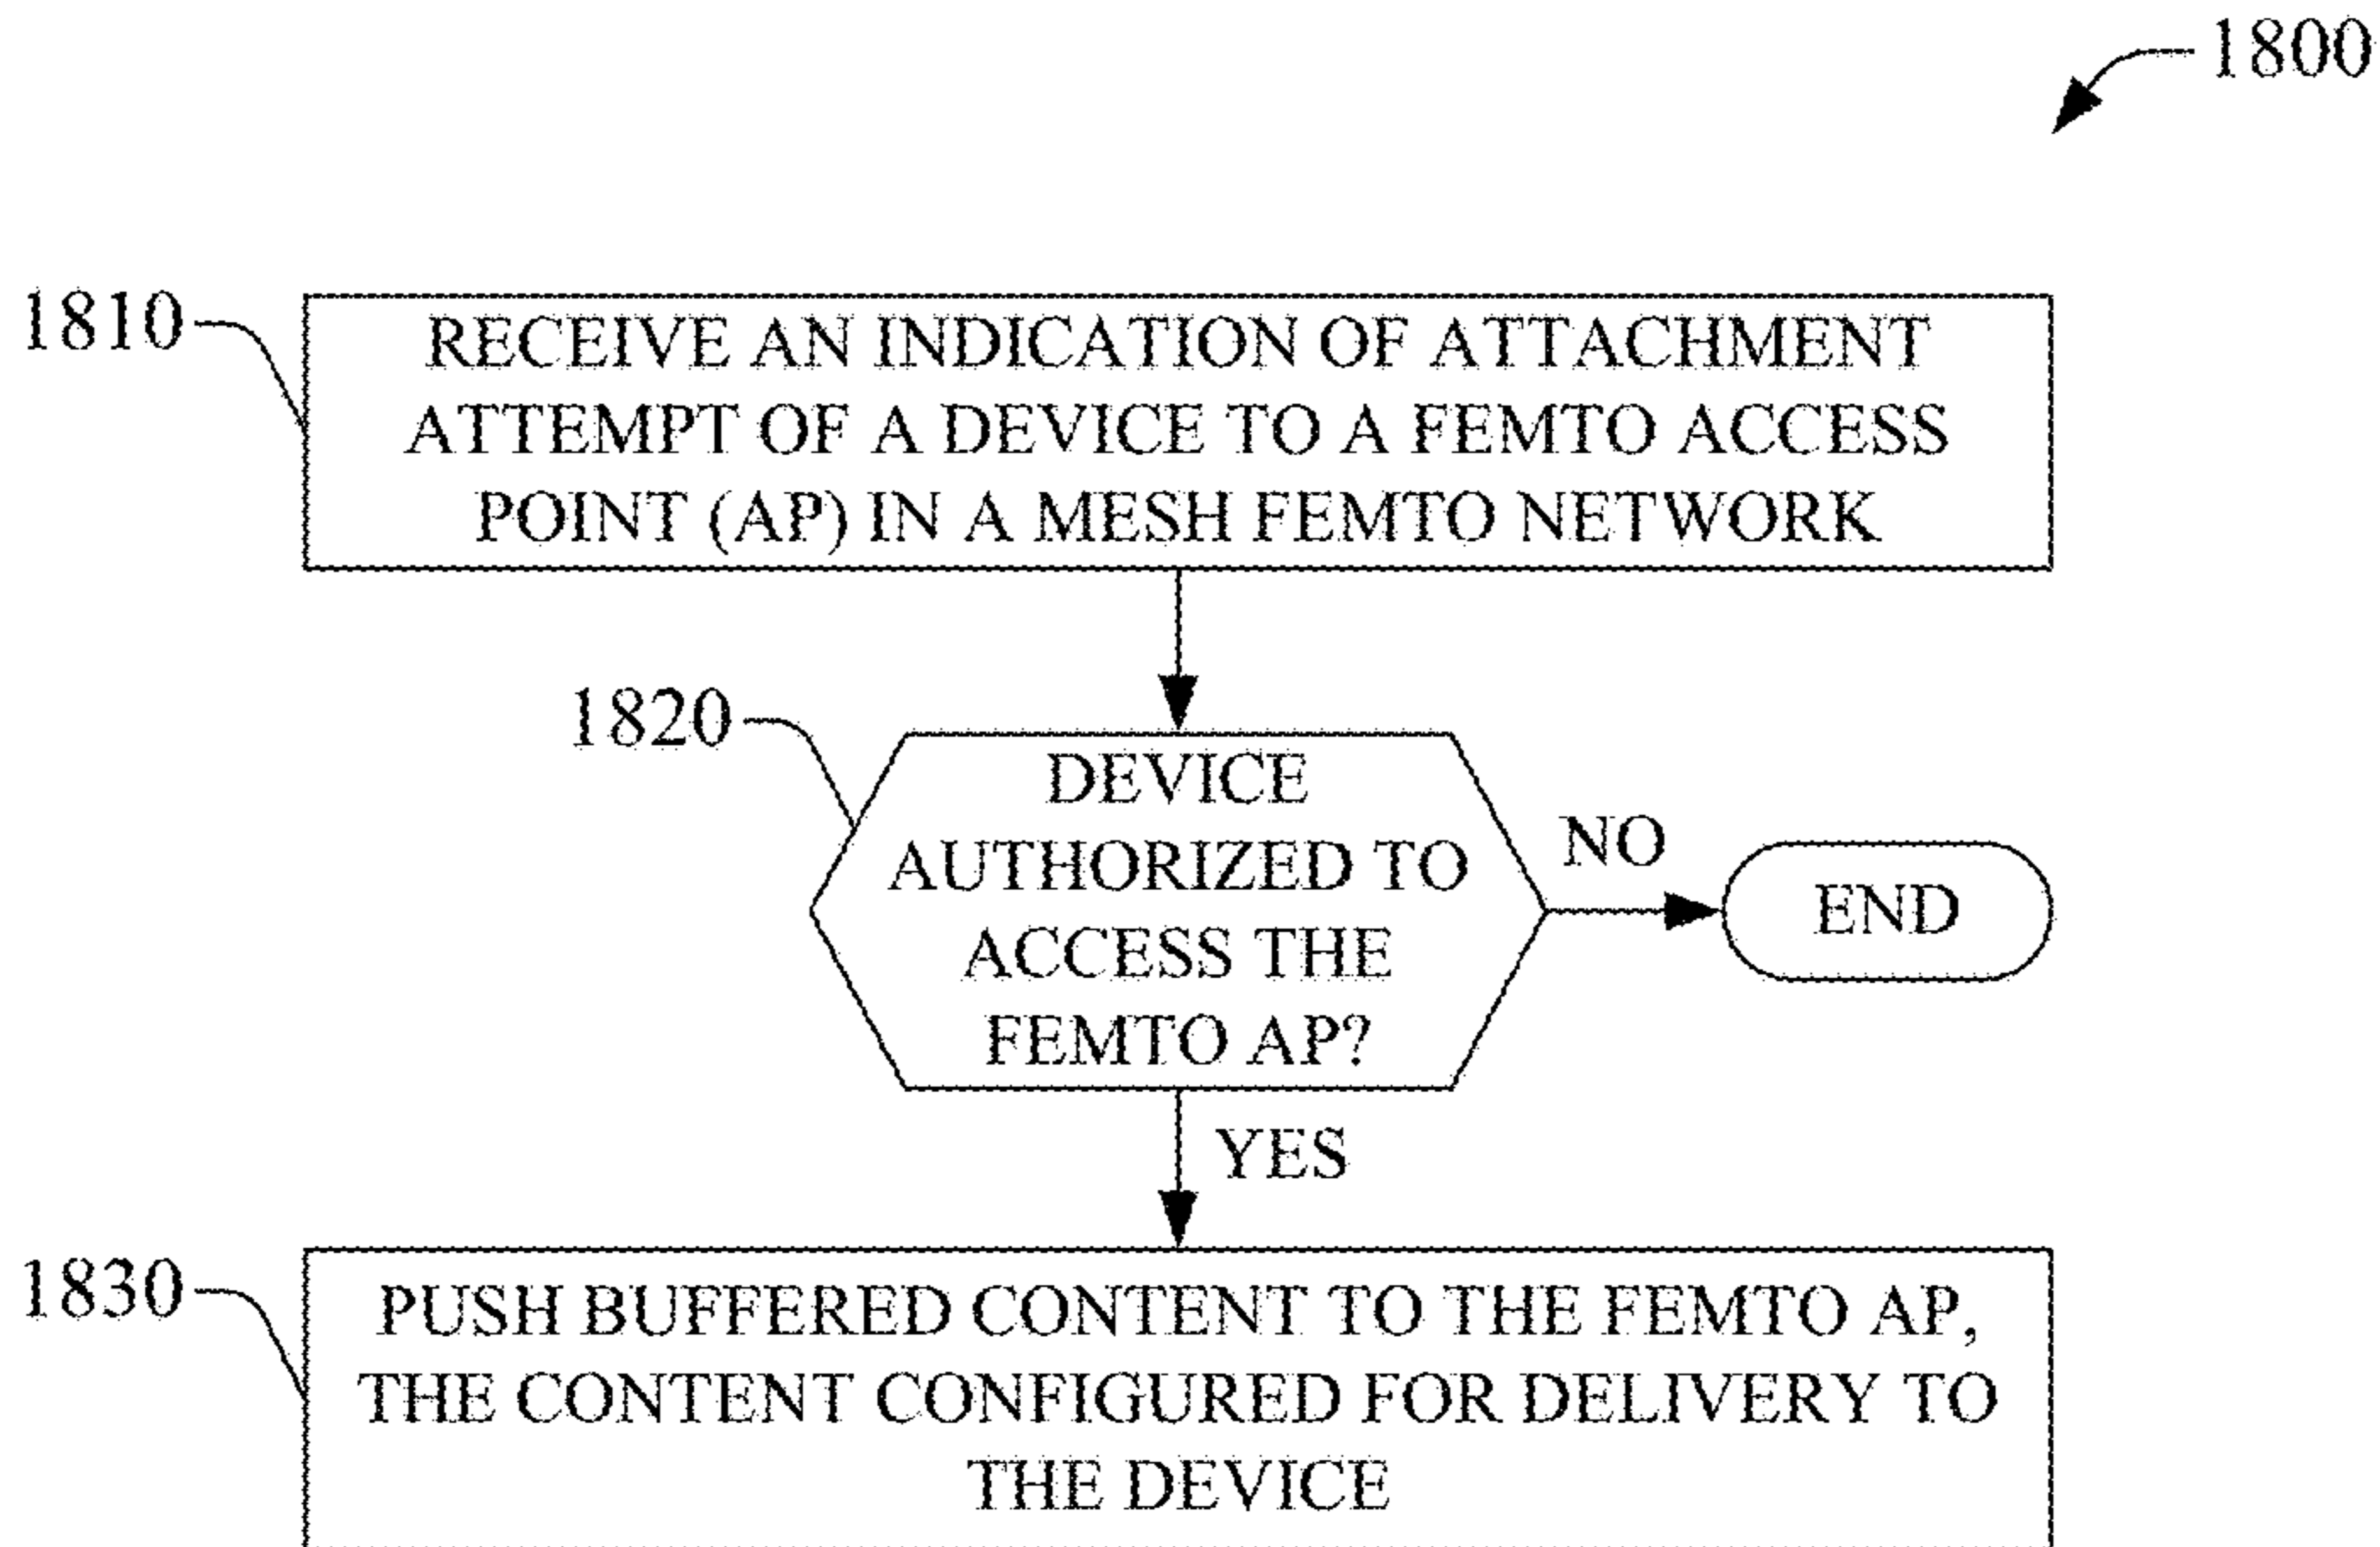 1800
1810
RECEIVE AN INDICATION OF ATTACHMENT
ATTEMPT OF A DEVICE TO A FEMTO ACCESS
POINT (AP) IN A MESH FEMTO NETWORK
1820
DEVICE
AUTHORIZED TO
ACCESS THE
FEMTO AP?
NO
END
YES
1830
PUSH BUFFERED CONTENT TO THE FEMTO AP,
THE CONTENT CONFIGURED FOR DELIVERY TO
THE DEVICE